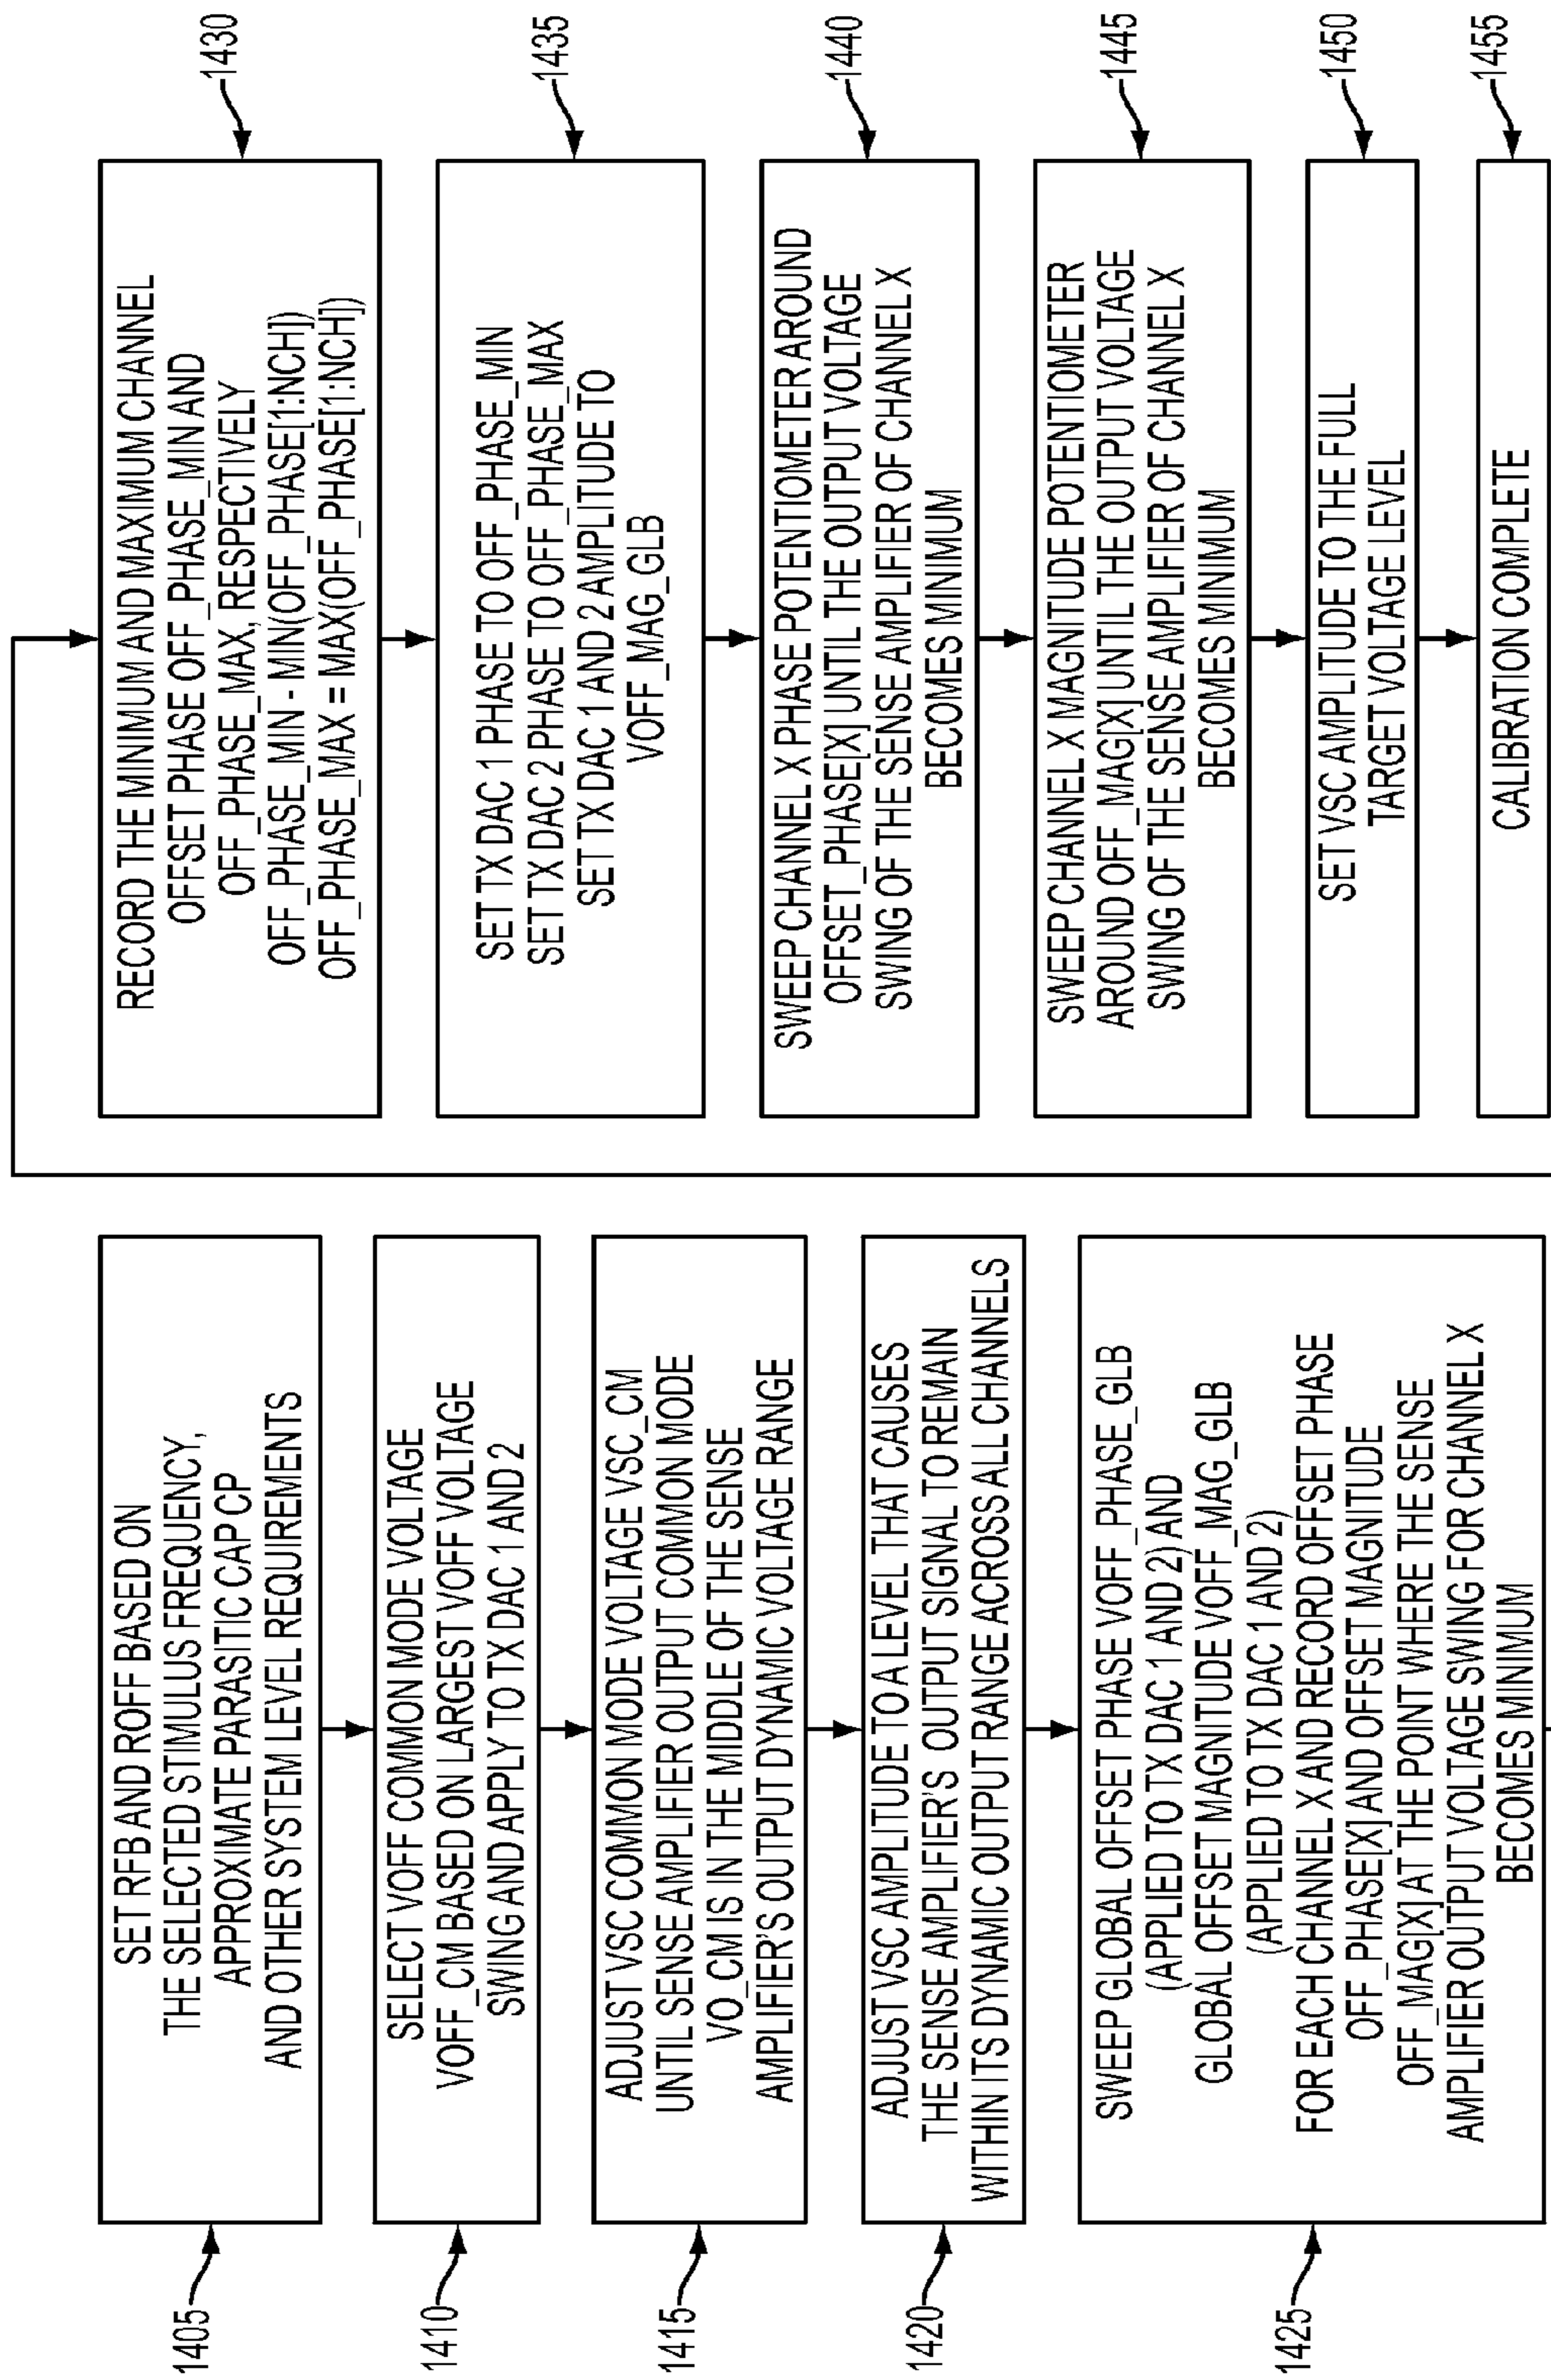 1405
SET RFB AND ROFF BASED ON
THE SELECTED STIMULUS FREQUENCY,
APPROXIMATE PARASITIC CAP CP
AND OTHER SYSTEM LEVEL REQUIREMENTS
1410
SELECT VOFF COMMON MODE VOLTAGE
VOFF_CM BASED ON LARGEST VOFF VOLTAGE
SWING AND APPLY TO TX DAC 1 AND 2
1415
ADJUST VSC COMMON MODE VOLTAGE VSC_CM
UNTIL SENSE AMPLIFIER OUTPUT COMMON MODE
VO_CM IS IN THE MIDDLE OF THE SENSE
AMPLIFIER'S OUTPUT DYNAMIC VOLTAGE RANGE
1420
ADJUST VSC AMPLITUDE TO A LEVEL THAT CAUSES
THE SENSE AMPLIFIER'S OUTPUT SIGNAL TO REMAIN
WITHIN ITS DYNAMIC OUTPUT RANGE ACROSS ALL CHANNELS
1425
SWEEP GLOBAL OFFSET PHASE VOFF_PHASE_GLB
(APPLIED TO TX DAC 1 AND 2) AND
GLOBAL OFFSET MAGNITUDE VOFF_MAG_GLB
(APPLIED TO TX DAC 1 AND 2)
FOR EACH CHANNEL X AND RECORD OFFSET PHASE
OFF_PHASE[X] AND OFFSET MAGNITUDE
OFF_MAG[X] AT THE POINT WHERE THE SENSE
AMPLIFIER OUTPUT VOLTAGE SWING FOR CHANNEL X
BECOMES MINIMUM
1430
RECORD THE MINIMUM AND MAXIMUM CHANNEL
OFFSET PHASE OFF_PHASE_MIN AND
OFF_PHASE_MAX, RESPECTIVELY
OFF_PHASE_MIN - MIN(OFF_PHASE[1:NCH])
OFF_PHASE_MAX = MAX(OFF_PHASE[1:NCH])
1435
SET TX DAC 1 PHASE TO OFF_PHASE_MIN
SET TX DAC 2 PHASE TO OFF_PHASE_MAX
SET TX DAC 1 AND 2 AMPLITUDE TO
VOFF_MAG_GLB
1440
SWEEP CHANNEL X PHASE POTENTIOMETER AROUND
OFFSET_PHASE[X] UNTIL THE OUTPUT VOLTAGE
SWING OF THE SENSE AMPLIFIER OF CHANNEL X
BECOMES MINIMUM
1445
SWEEP CHANNEL X MAGNITUDE POTENTIOMETER
AROUND OFF_MAG[X] UNTIL THE OUTPUT VOLTAGE
SWING OF THE SENSE AMPLIFIER OF CHANNEL X
BECOMES MINIMUM
1450
SET VSC AMPLITUDE TO THE FULL
TARGET VOLTAGE LEVEL
1455
CALIBRATION COMPLETE